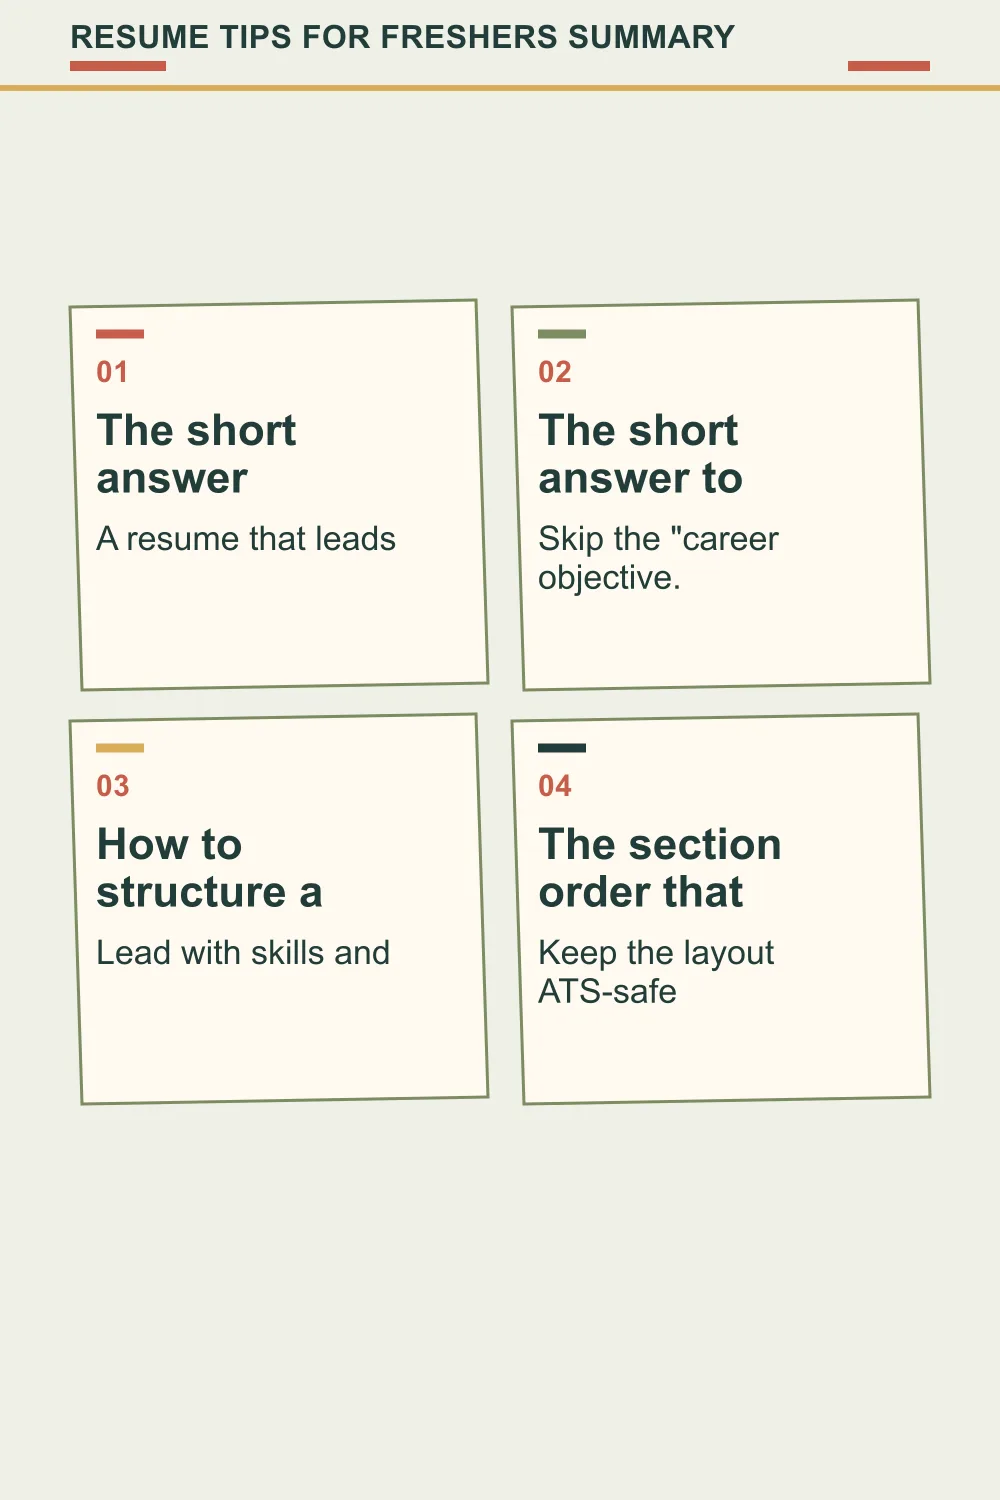 RESUME TIPS FOR FRESHERS SUMMARY
01
The short
answer
A resume that leads
02
The short
answer to
Skip the "career
objective.
03
How to
structure a
Lead with skills and
04
The section
order that
Keep the layout
ATS-safe